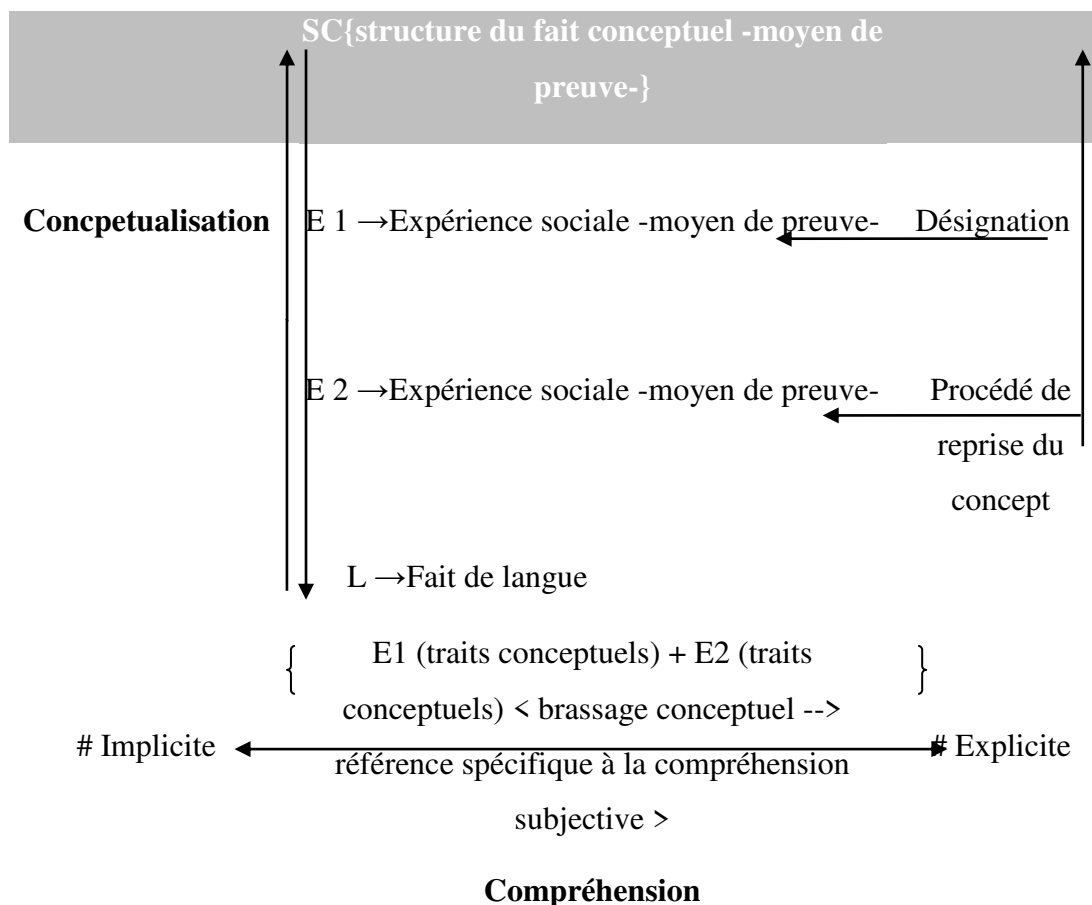 SC{structure du fait conceptuel -moyen de
preuve-}
Concpetualisation E 1 →Expérience sociale -moyen de preuve- Désignation
E 2 →Expérience sociale -moyen de preuve- Procédé de
reprise du
concept
L →Fait de langue
{ E1 (traits conceptuels) + E2 (traits }
conceptuels) < brassage conceptuel -->
# Implicite # Explicite
référence spécifique à la compréhension
subjective >
Compréhension